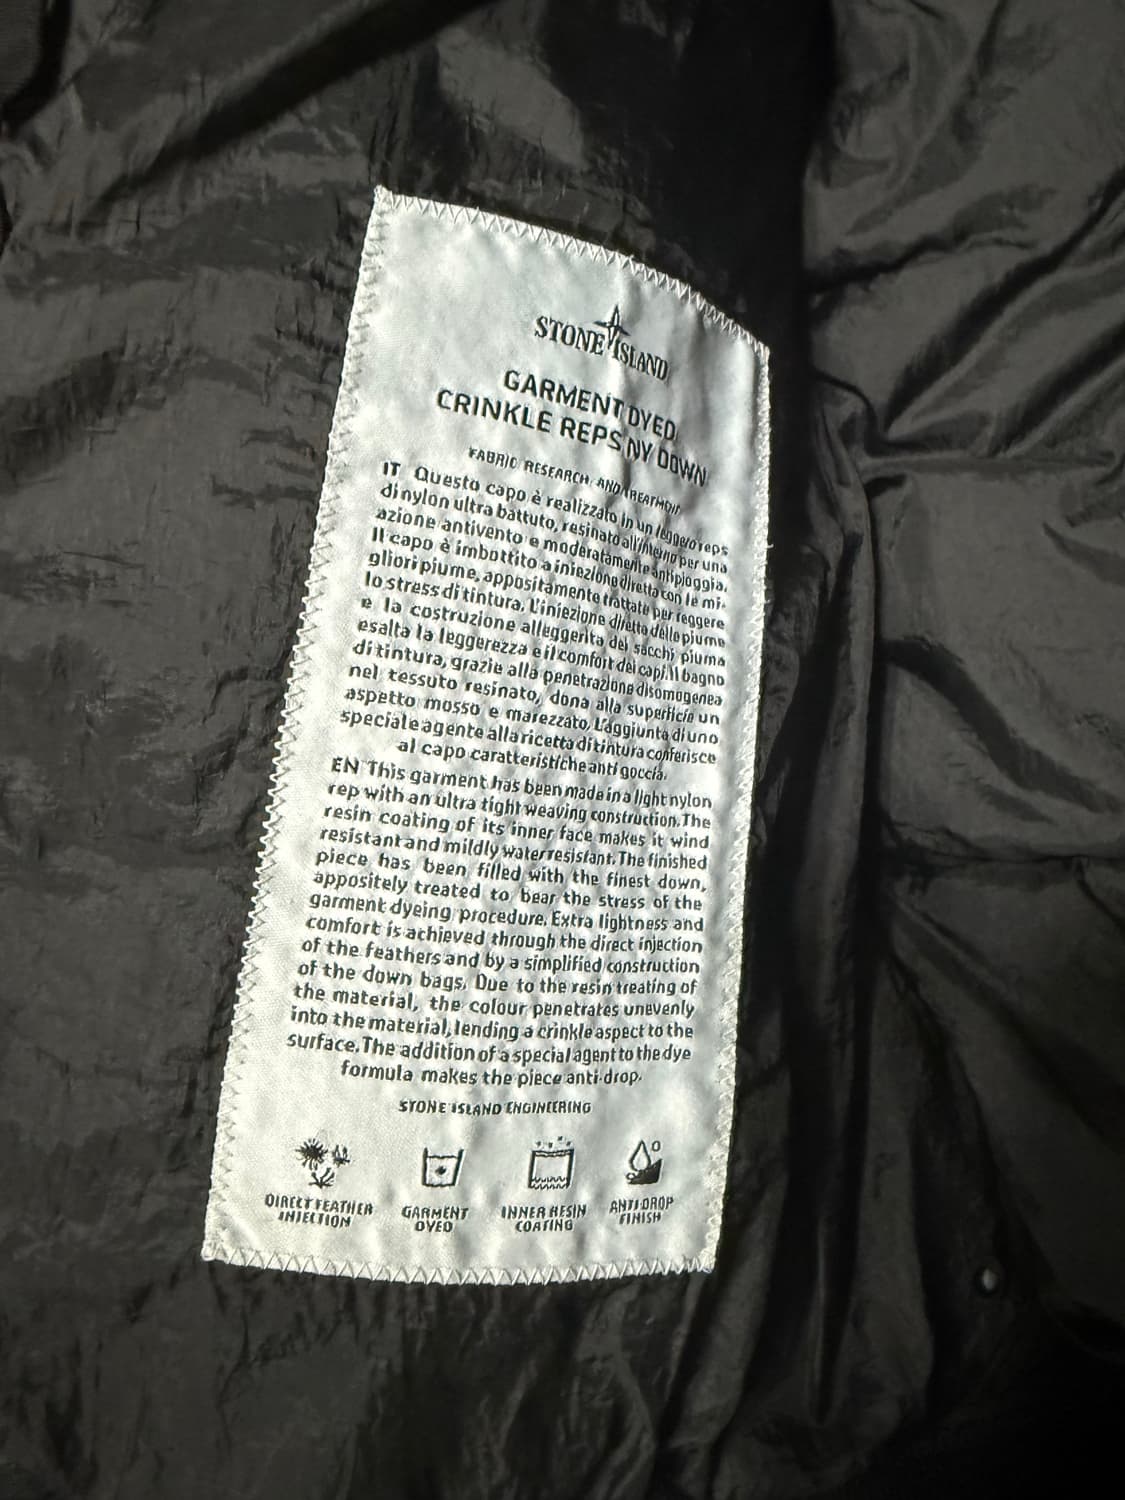 STONE ISLAND
GARMENT DYED
CRINKLE REPS NY DOWN
FABRIC RESEARCH AND TREATMENT
IT Questo capo è realizzato in un leggero reps
di nylon ultra battuto, resinato all'interno per una
azione antivento e moderatamente antipioggia.
Il capo è imbottito a iniezione diretta con le mi-
gliori piume, appositamente trattate per reggere
lo stress di tintura. L'iniezione diretta delle piume
e la costruzione alleggerita dei sacchi piuma
esalta la leggerezza e il comfort dei capi. Il bagno
di tintura, grazie alla penetrazione disomogenea
nel tessuto resinato, dona alla superficie un
aspetto mosso e marezzato. L'aggiunta di uno
speciale agente alla ricetta di tintura conferisce
al capo caratteristiche anti goccia.
EN This garment has been made in a light nylon
rep with an ultra tight weaving construction. The
resin coating of its inner face makes it wind
resistant and mildly water resistant. The finished
piece has been filled with the finest down,
appositely treated to bear the stress of the
garment dyeing procedure. Extra lightness and
comfort is achieved through the direct injection
of the feathers and by a simplified construction
of the down bags. Due to the resin treating of
the material, the colour penetrates unevenly
into the material, lending a crinkle aspect to the
surface. The addition of a special agent to the dye
formula makes the piece anti-drop.
STONE ISLAND ENGINEERING
DIRECT FEATHER
INJECTION
GARMENT
DYED
INNER RESIN
COATING
ANTI DROP
FINISH